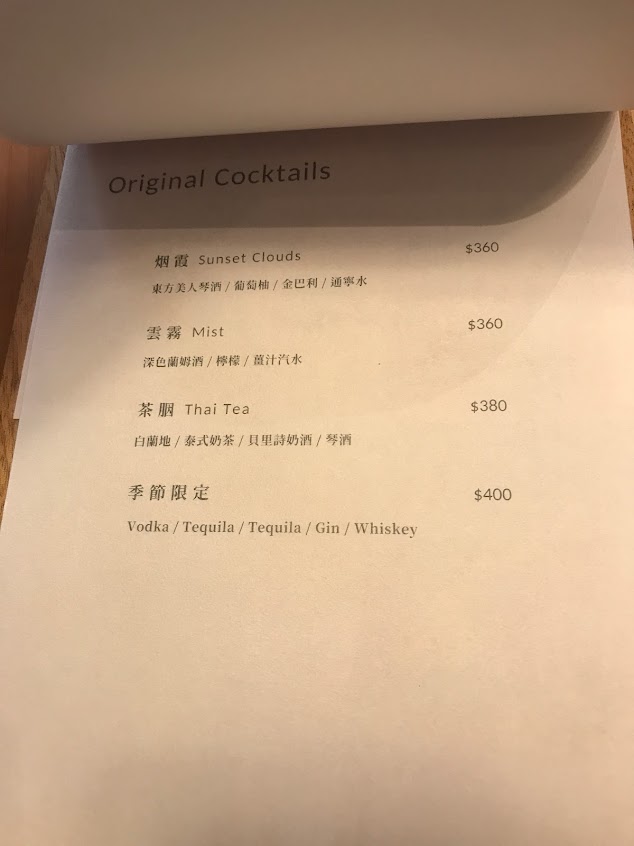 Original Cocktails
烟霞 Sunset Clouds $360
東方美人琴酒 / 葡萄柚 / 金巴利 / 通寧水
雲霧 Mist $360
深色蘭姆酒 / 檸檬 / 薑汁汽水
茶胭 Thai Tea $380
白蘭地 / 泰式奶茶 / 貝里詩奶酒 / 琴酒
季節限定 $400
Vodka / Tequila / Tequila / Gin / Whiskey